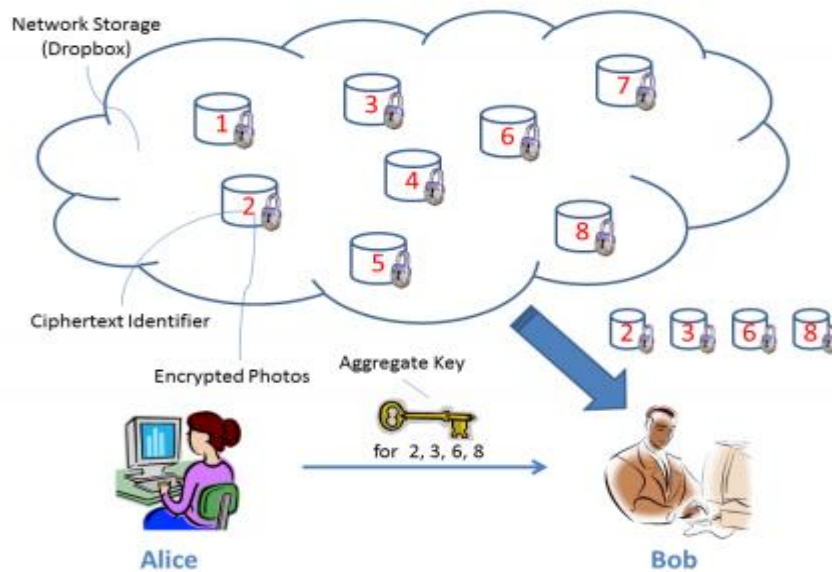 Network Storage
(Dropbox)
1
3
6
7
2
4
5
8
Ciphertext Identifier
Encrypted Photos
2 3 6 8
Aggregate Key
for 2, 3, 6, 8
Alice
Bob